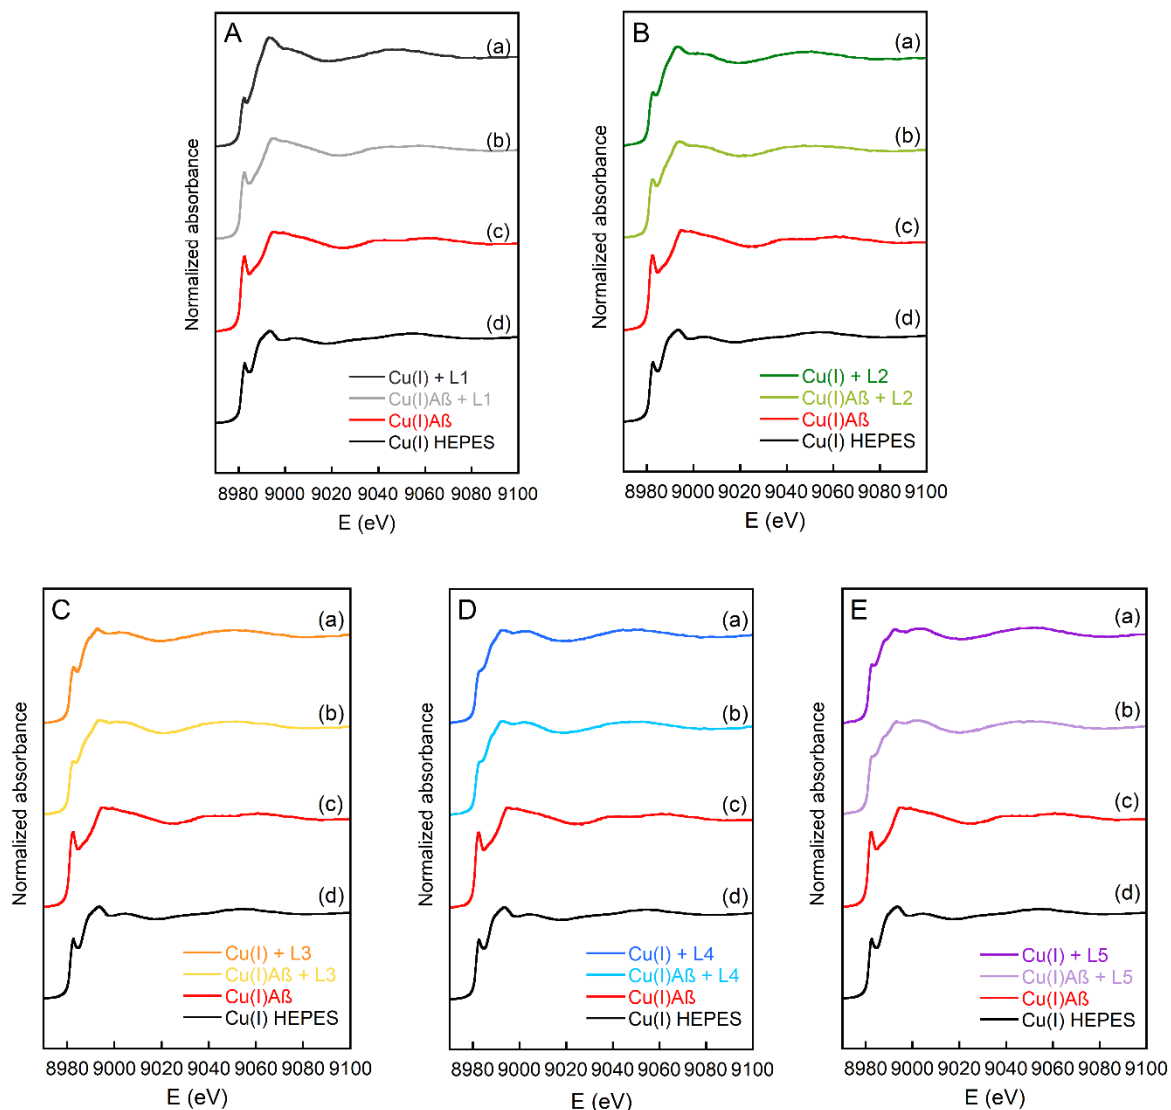 A
(a)
(b)
(c)
(d)
Normalized absorbance
Cu(I) + L1
Cu(I)Aß + L1
Cu(I)Aß
Cu(I) HEPES
8980 9000 9020 9040 9060 9080 9100
E (eV)
B
(a)
(b)
(c)
(d)
Normalized absorbance
Cu(I) + L2
Cu(I)Aß + L2
Cu(I)Aß
Cu(I) HEPES
8980 9000 9020 9040 9060 9080 9100
E (eV)
C
(a)
(b)
(c)
(d)
Normalized absorbance
Cu(I) + L3
Cu(I)Aß + L3
Cu(I)Aß
Cu(I) HEPES
8980 9000 9020 9040 9060 9080 9100
E (eV)
D
(a)
(b)
(c)
(d)
Normalized absorbance
Cu(I) + L4
Cu(I)Aß + L4
Cu(I)Aß
Cu(I) HEPES
8980 9000 9020 9040 9060 9080 9100
E (eV)
E
(a)
(b)
(c)
(d)
Normalized absorbance
Cu(I) + L5
Cu(I)Aß + L5
Cu(I)Aß
Cu(I) HEPES
8980 9000 9020 9040 9060 9080 9100
E (eV)